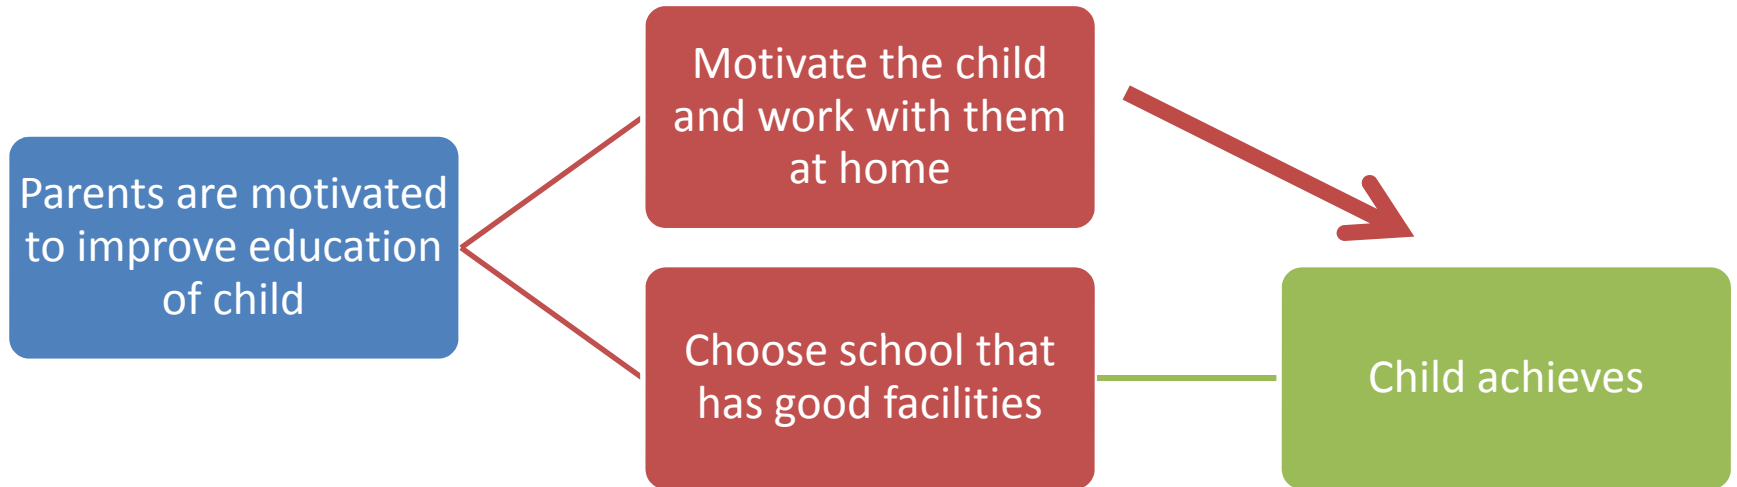 Parents are motivated
to improve education
of child
Motivate the child
and work with them
at home
Choose school that
has good facilities
Child achieves